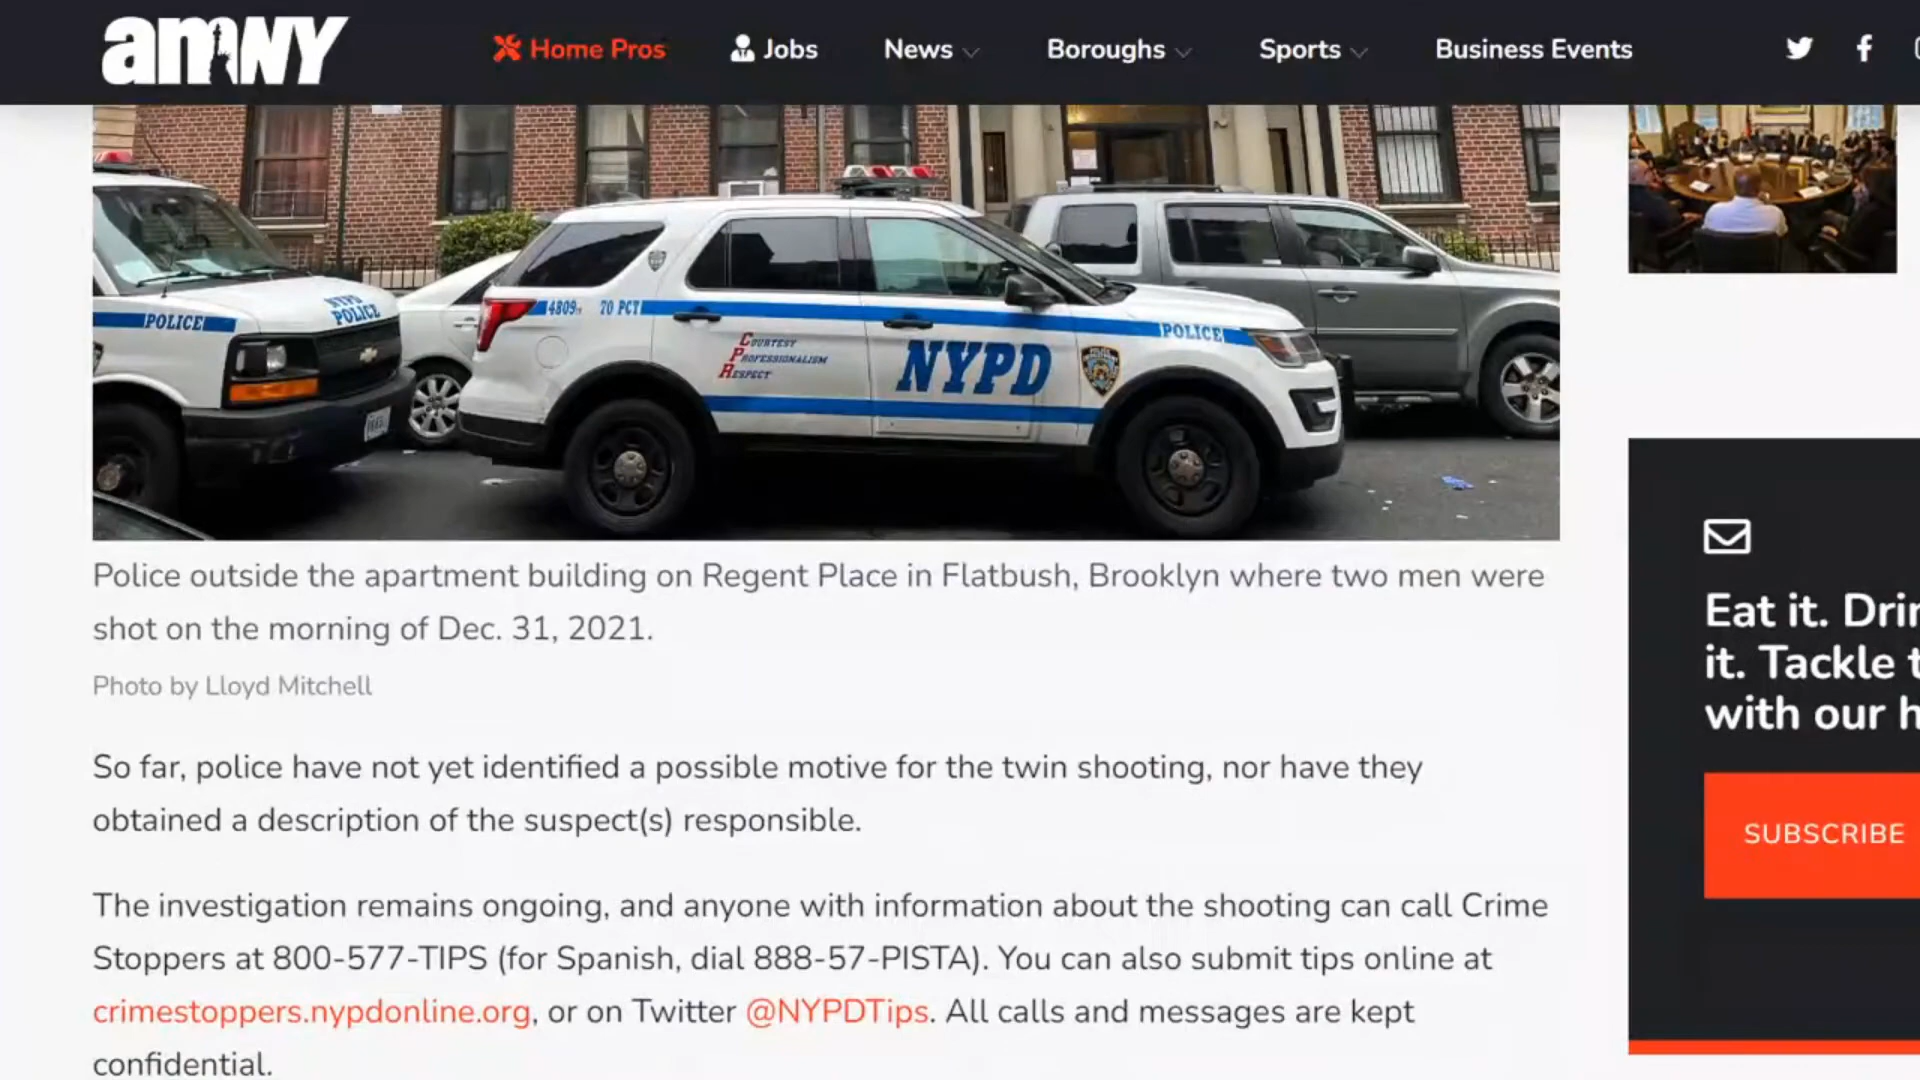 amNY
Home Pros
Jobs
News
Boroughs
Sports
Business Events
POLICE
NYPD
POLICE
4809
70 PCT
COURTESY
PROFESSIONALISM
RESPECT
NYPD
POLICE
Police outside the apartment building on Regent Place in Flatbush, Brooklyn where two men were
shot on the morning of Dec. 31, 2021.
Photo by Lloyd Mitchell
So far, police have not yet identified a possible motive for the twin shooting, nor have they
obtained a description of the suspect(s) responsible.
The investigation remains ongoing, and anyone with information about the shooting can call Crime
Stoppers at 800-577-TIPS (for Spanish, dial 888-57-PISTA). You can also submit tips online at
crimestoppers.nypdonline.org, or on Twitter @NYPDTips. All calls and messages are kept
confidential.
Eat it. Drin
it. Tackle t
with our h
SUBSCRIBE